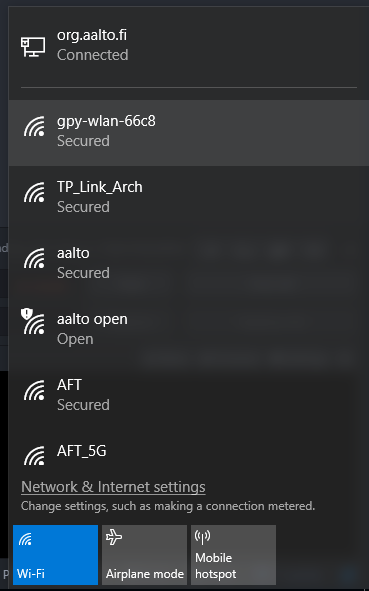 org.aalto.fi
Connected
gpy-wlan-66c8
Secured
TP_Link_Arch
Secured
aalto
Secured
aalto open
Open
AFT
Secured
AFT_5G
Network & Internet settings
Change settings, such as making a connection metered.
Wi-Fi
Airplane mode
Mobile
hotspot